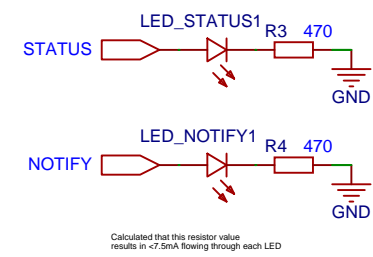 LED_STATUS1
STATUS
R3 470
GND
LED_NOTIFY1
NOTIFY
R4 470
GND
Calculated that this resistor value
results in <7.5mA flowing through each LED